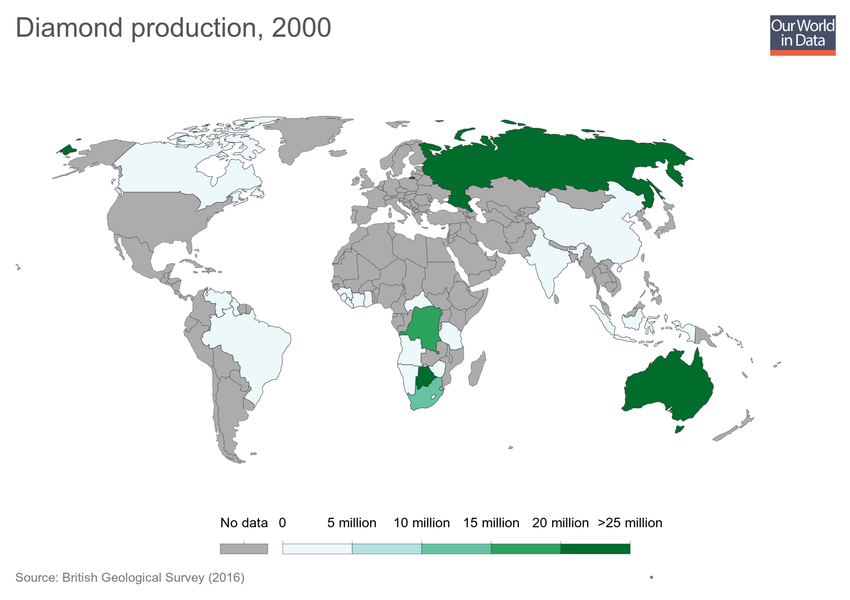 Diamond production, 2000
Our World
in Data
No data 0 5 million 10 million 15 million 20 million >25 million
Source: British Geological Survey (2016)